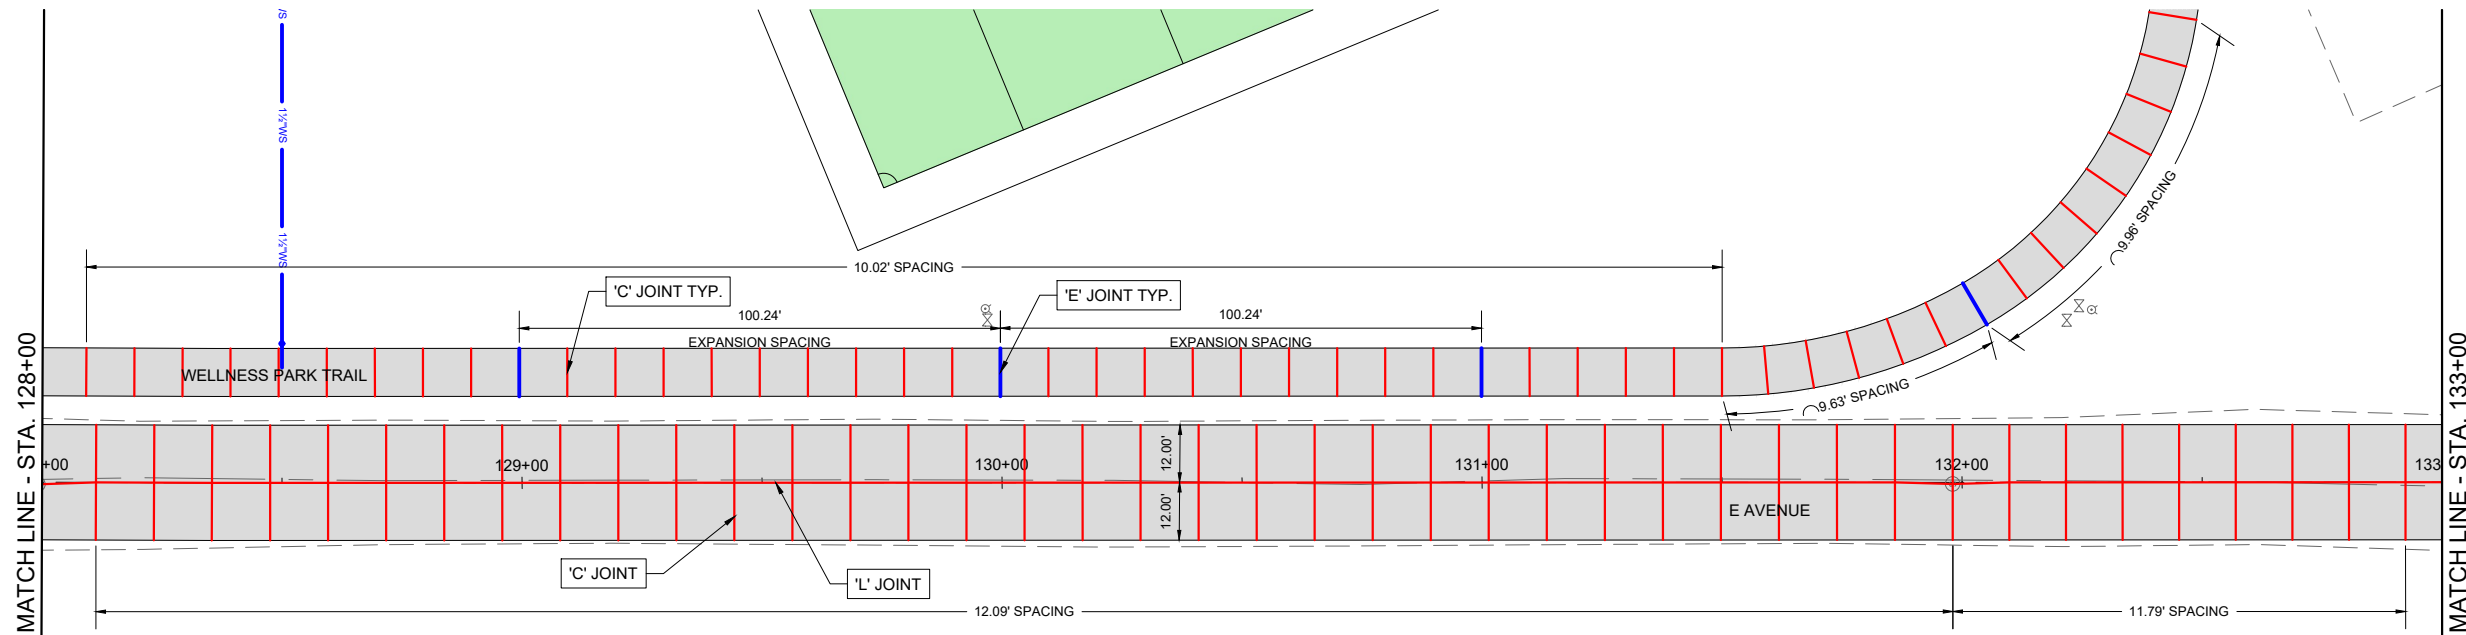 /S
1½"WS
1½"WS
MATCH LINE - STA. 128+00
10.02' SPACING
'C' JOINT TYP.
'E' JOINT TYP.
100.24'
EXPANSION SPACING
100.24'
EXPANSION SPACING
WELLNESS PARK TRAIL
9.96' SPACING
9.63' SPACING
+00
129+00
130+00
131+00
132+00
133
12.00'
12.00'
E AVENUE
'C' JOINT
'L' JOINT
12.09' SPACING
11.79' SPACING
MATCH LINE - STA. 133+00